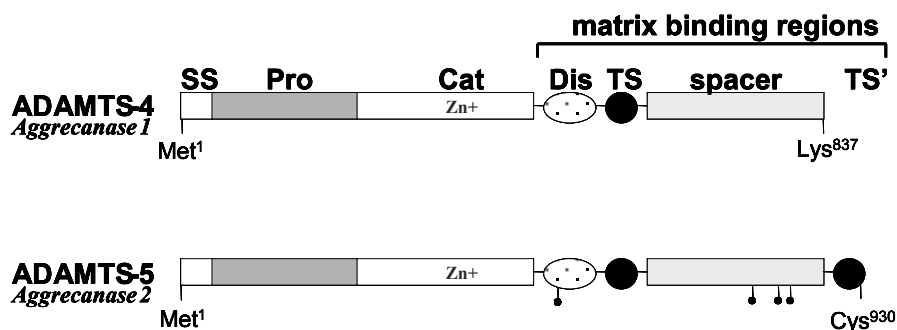 matrix binding regions
SS Pro Cat Dis TS spacer TS’
ADAMTS-4 Zn+
Aggrecanase 1
Met¹ Lys⁸³⁷
ADAMTS-5 Zn+
Aggrecanase 2
Met¹ Cys⁹³⁰